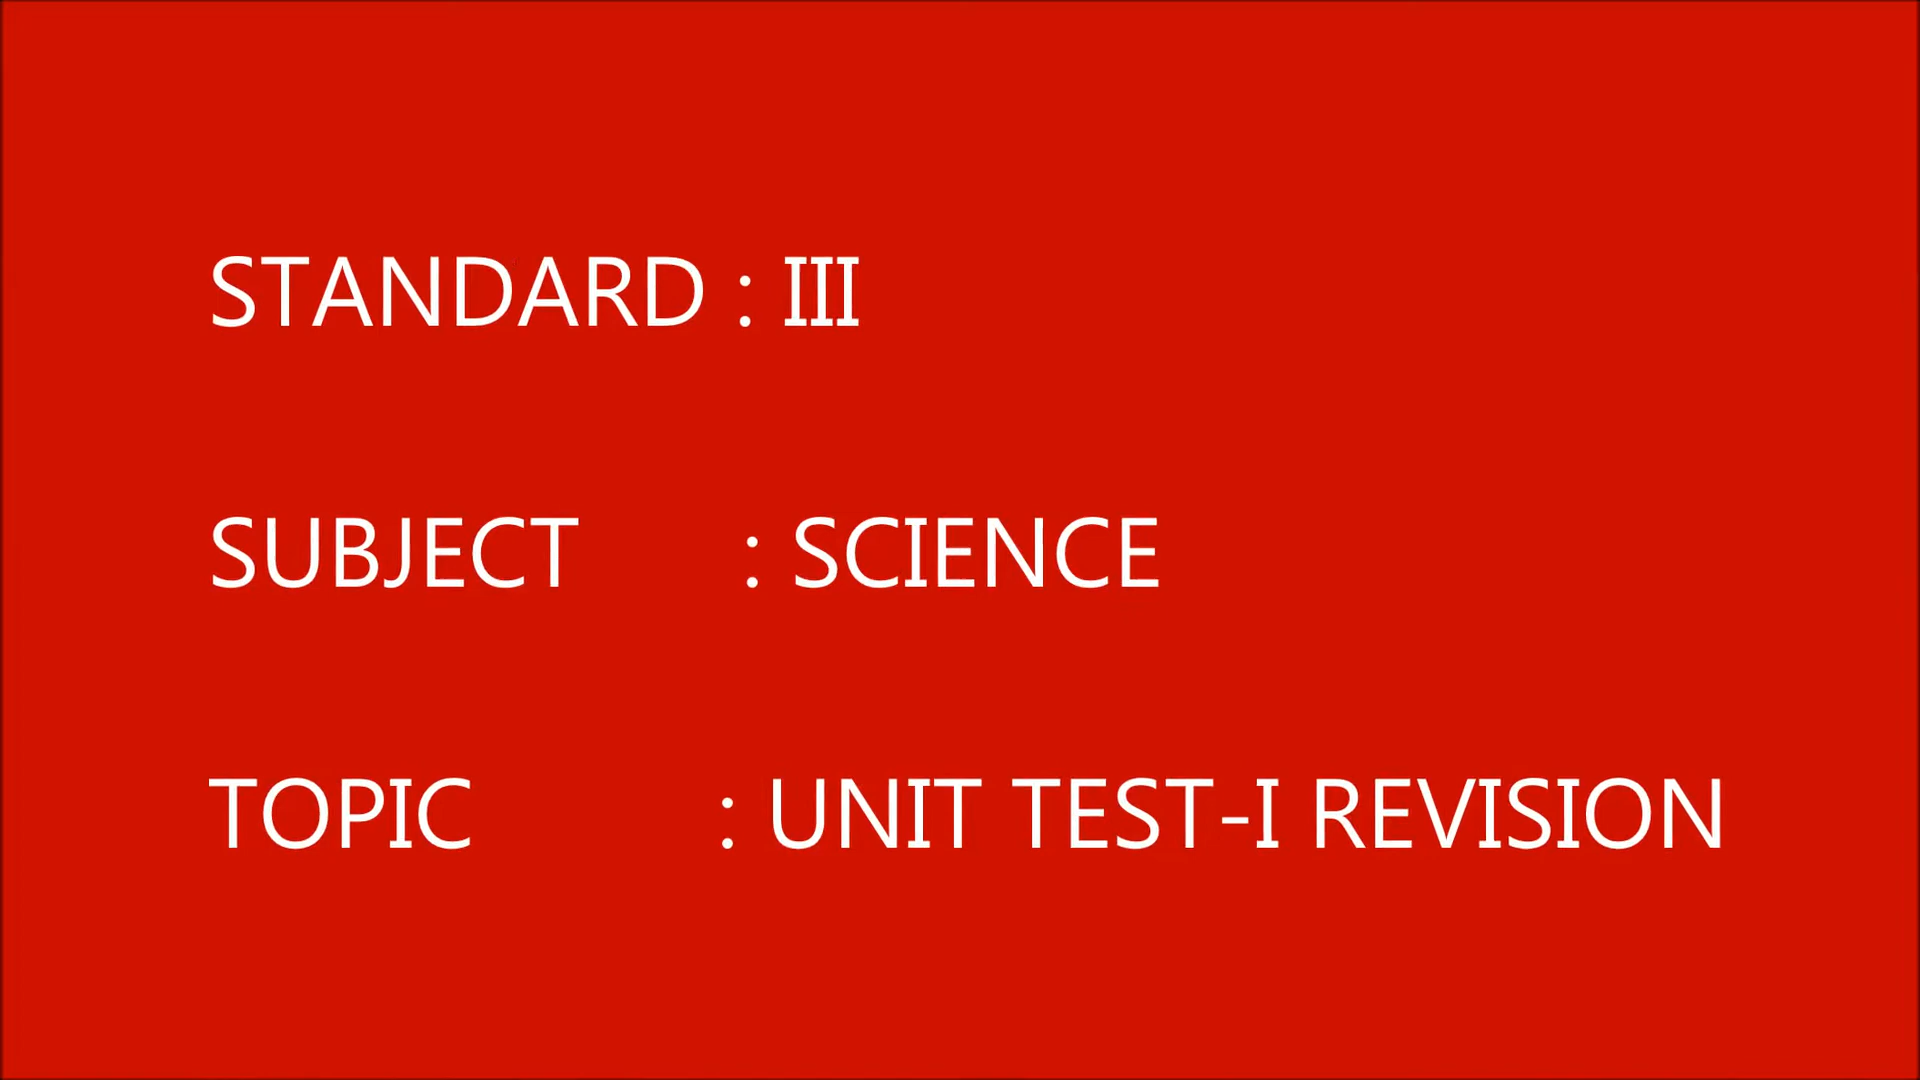 STANDARD : III
SUBJECT : SCIENCE
TOPIC : UNIT TEST-I REVISION